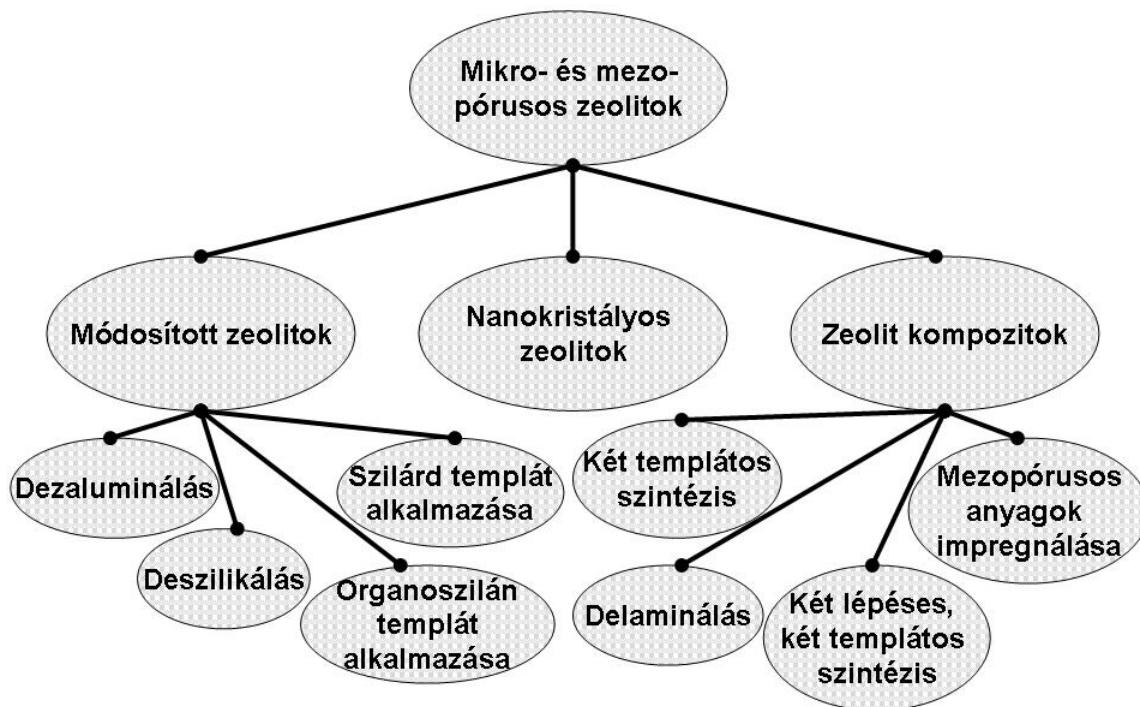 Mikro- és mezo-
pórusos zeolitok
Módosított zeolitok
Nanokristályos
zeolitok
Zeolit kompozitok
Dezaluminálás
Szilárd templát
alkalmazása
Két templátos
szintézis
Mezopórusos
anyagok
impregnálása
Deszilikálás
Organoszilán
templát
alkalmazása
Delaminálás
Két lépéses,
két templátos
szintézis